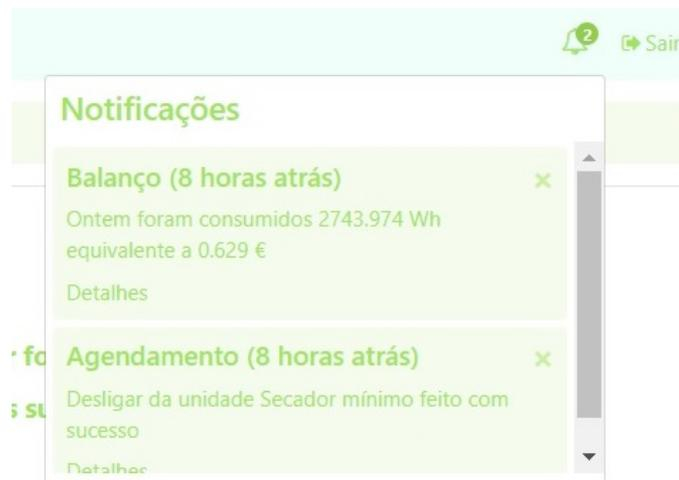 2
Sair
Notificações
Balanço (8 horas atrás)
Ontem foram consumidos 2743.974 Wh
equivalente a 0.629 €
Detalhes
Agendamento (8 horas atrás)
Desligar da unidade Secador mínimo feito com
sucesso
Detalhes